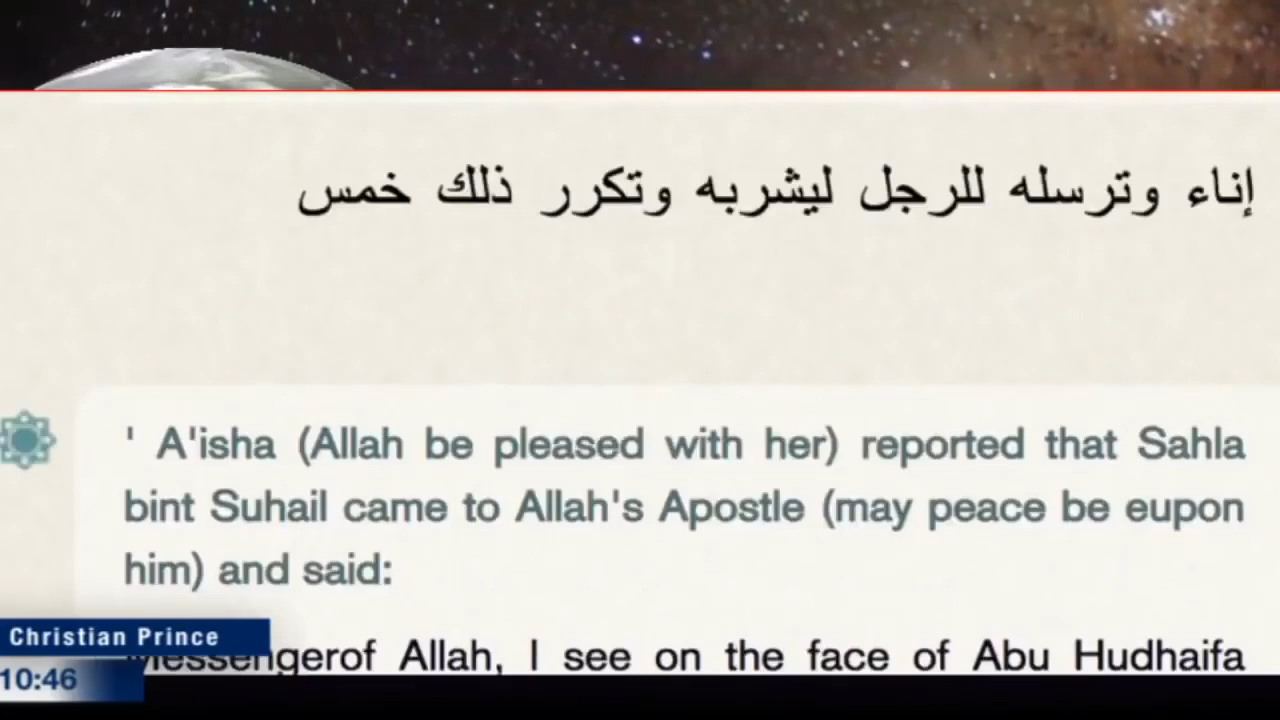 إناء وترسله للرجل ليشربه وتكرر ذلك خمس
' A'isha (Allah be pleased with her) reported that Sahla
bint Suhail came to Allah's Apostle (may peace be eupon
him) and said:
Messengerof Allah, I see on the face of Abu Hudhaifa
Christian Prince
10:46